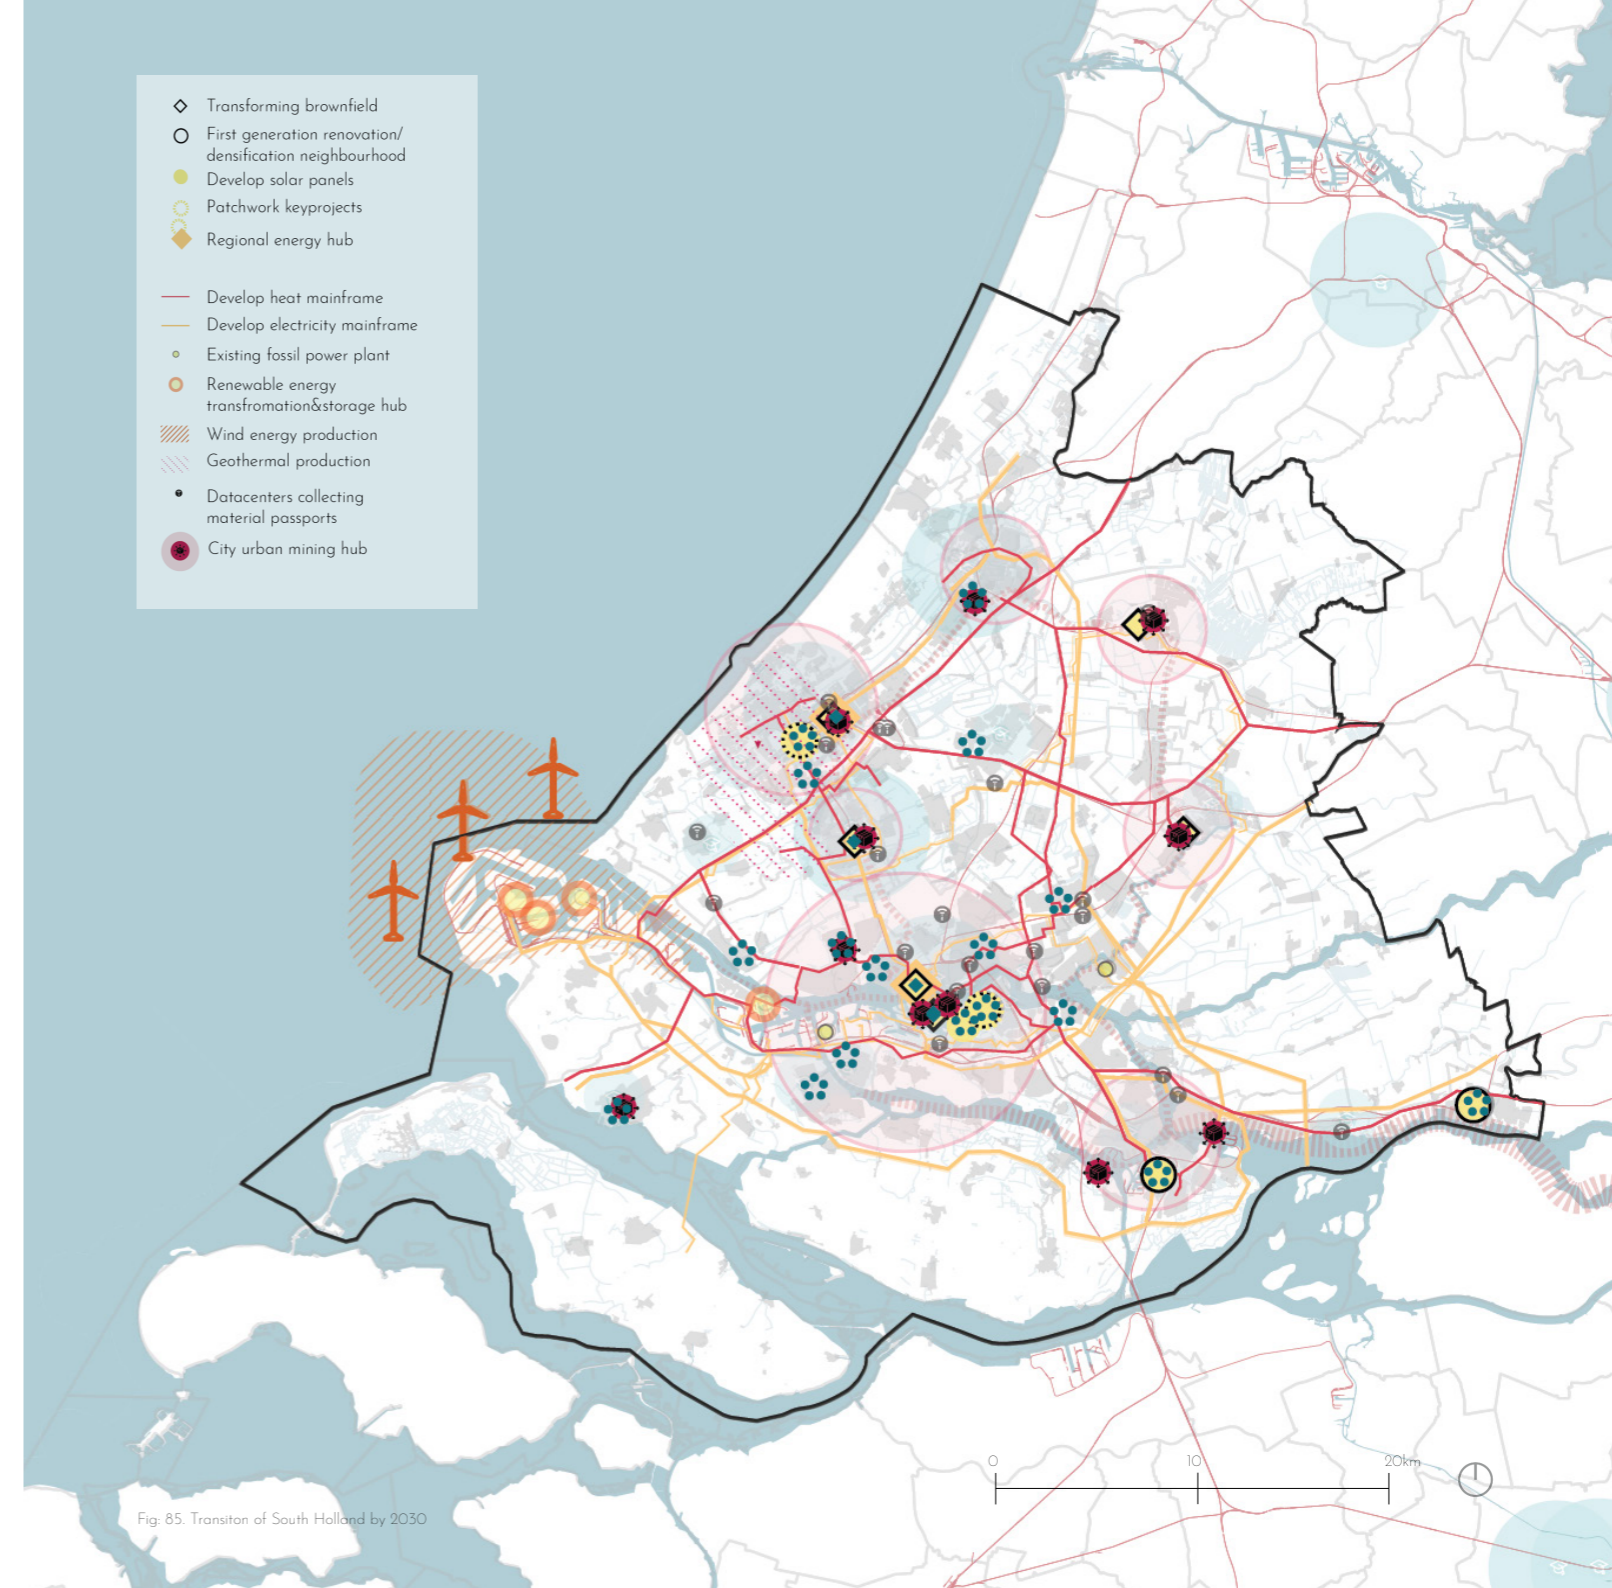 Transforming brownfield
First generation renovation/
densification neighbourhood
Develop solar panels
Patchwork keyprojects
Regional energy hub
Develop heat mainframe
Develop electricity mainframe
Existing fossil power plant
Renewable energy
transfromation&storage hub
Wind energy production
Geothermal production
Datacenters collecting
material passports
City urban mining hub
0 10 20km
Fig: 85. Transiton of South Holland by 2030